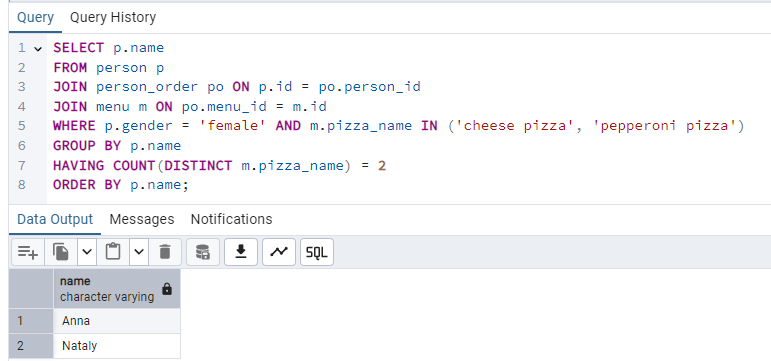 Query Query History
1 SELECT p.name
2 FROM person p
3 JOIN person_order po ON p.id = po.person_id
4 JOIN menu m ON po.menu_id = m.id
5 WHERE p.gender = 'female' AND m.pizza_name IN ('cheese pizza', 'pepperoni pizza')
6 GROUP BY p.name
7 HAVING COUNT(DISTINCT m.pizza_name) = 2
8 ORDER BY p.name;
Data Output Messages Notifications
SQL
name
character varying
1 Anna
2 Nataly